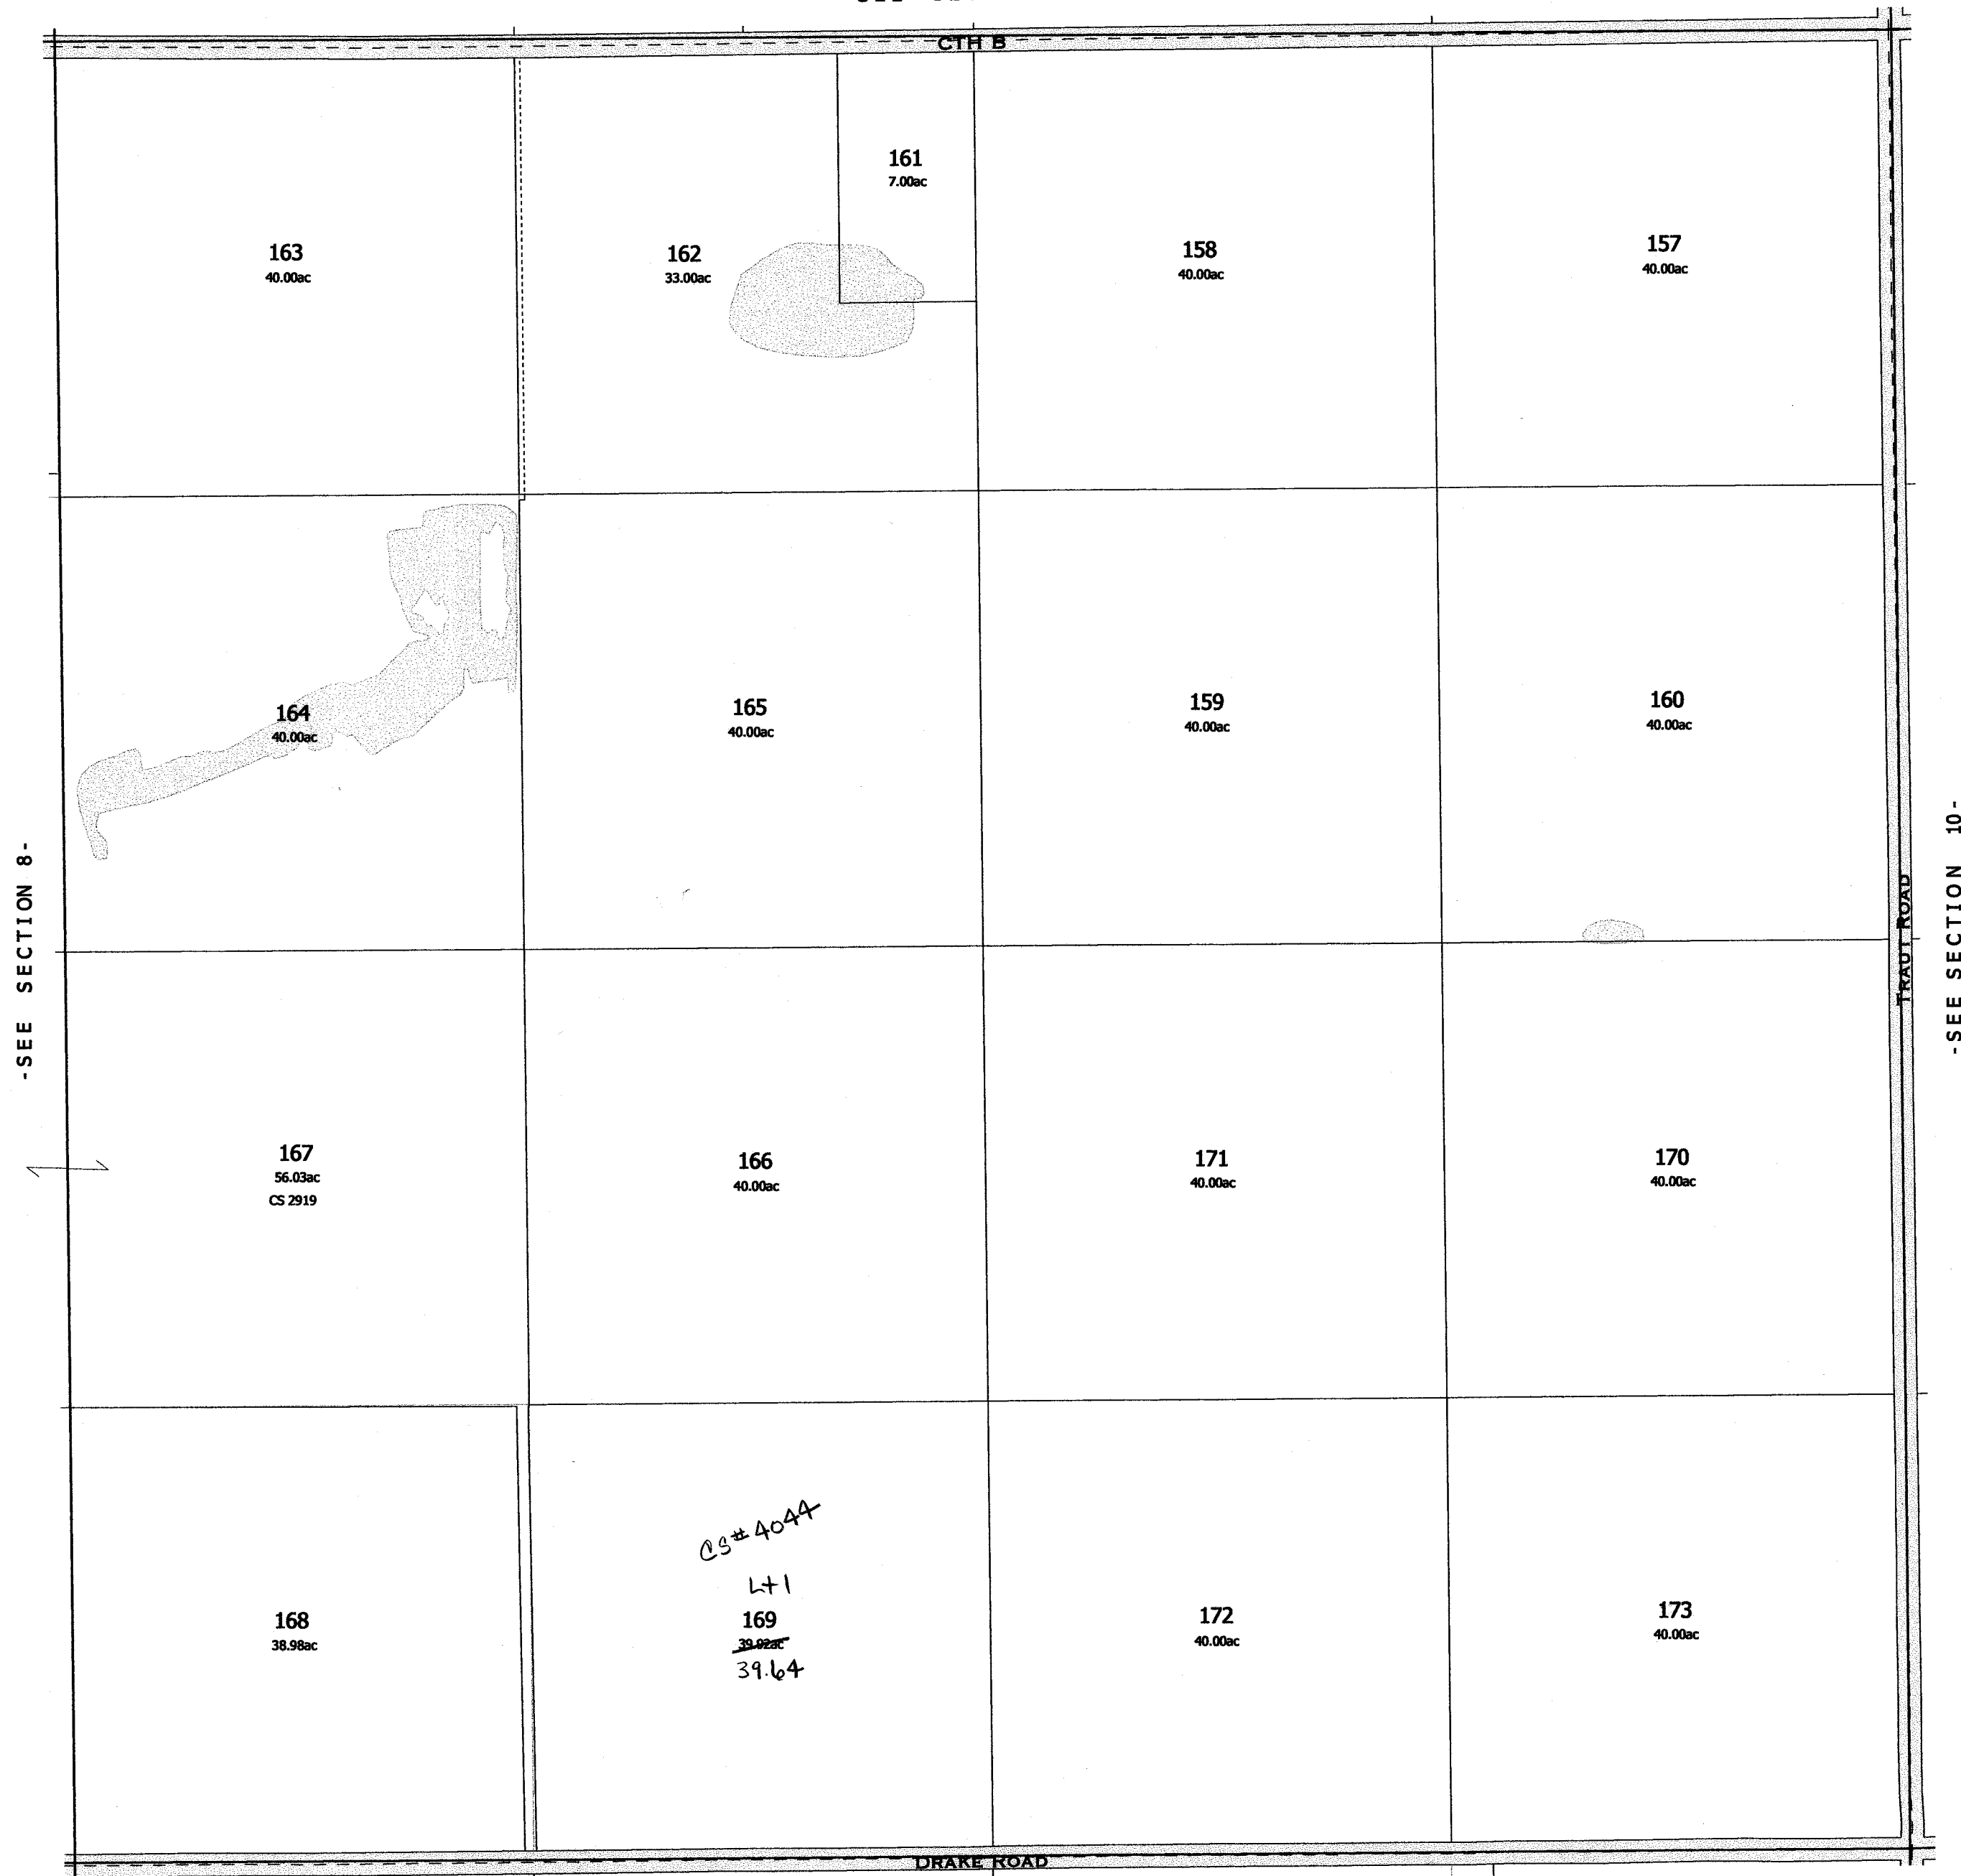 CTH B
161
7.00ac
163
40.00ac
162
33.00ac
158
40.00ac
157
40.00ac
164
40.00ac
165
40.00ac
159
40.00ac
160
40.00ac
-SEE SECTION 8-
TRAUT ROAD
-SEE SECTION 10-
167
56.03ac
CS 2919
166
40.00ac
171
40.00ac
170
40.00ac
CS# 4044
Lt 1
168
38.98ac
169
39.92ac
39.64
172
40.00ac
173
40.00ac
DRAKE ROAD